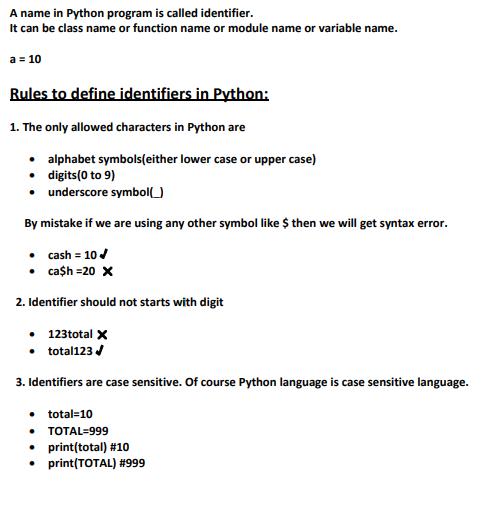 A name in Python program is called identifier.
It can be class name or function name or module name or variable name.
a = 10
Rules to define identifiers in Python:
1. The only allowed characters in Python are
• alphabet symbols(either lower case or upper case)
• digits(0 to 9)
• underscore symbol(_)
By mistake if we are using any other symbol like $ then we will get syntax error.
• cash = 10 ✓
• ca$h =20 ✗
2. Identifier should not starts with digit
• 123total ✗
• total123 ✓
3. Identifiers are case sensitive. Of course Python language is case sensitive language.
• total=10
• TOTAL=999
• print(total) #10
• print(TOTAL) #999